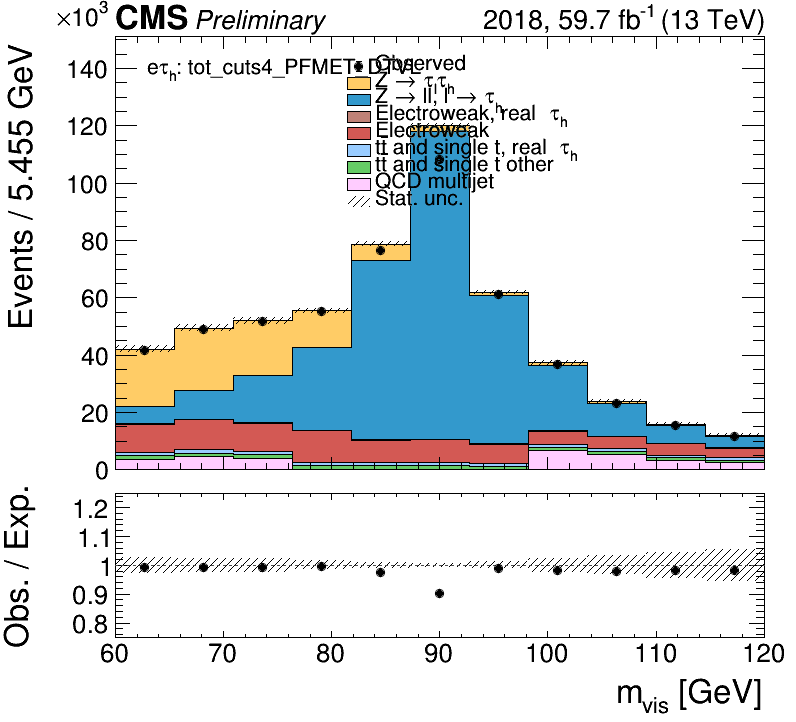 ×10³ CMS Preliminary 2018, 59.7 fb⁻¹ (13 TeV)
eτh: tot_cuts4_PFMET
Observed
Z → τlτh
Z → ll, l → τh
Electroweak, real τh
Electroweak
tt and single t, real τh
tt and single t other
QCD multijet
Stat. unc.
Events / 5.455 GeV
140
120
100
80
60
40
20
0
Obs. / Exp.
1.2
1.1
1
0.9
0.8
60 70 80 90 100 110 120
mvis [GeV]